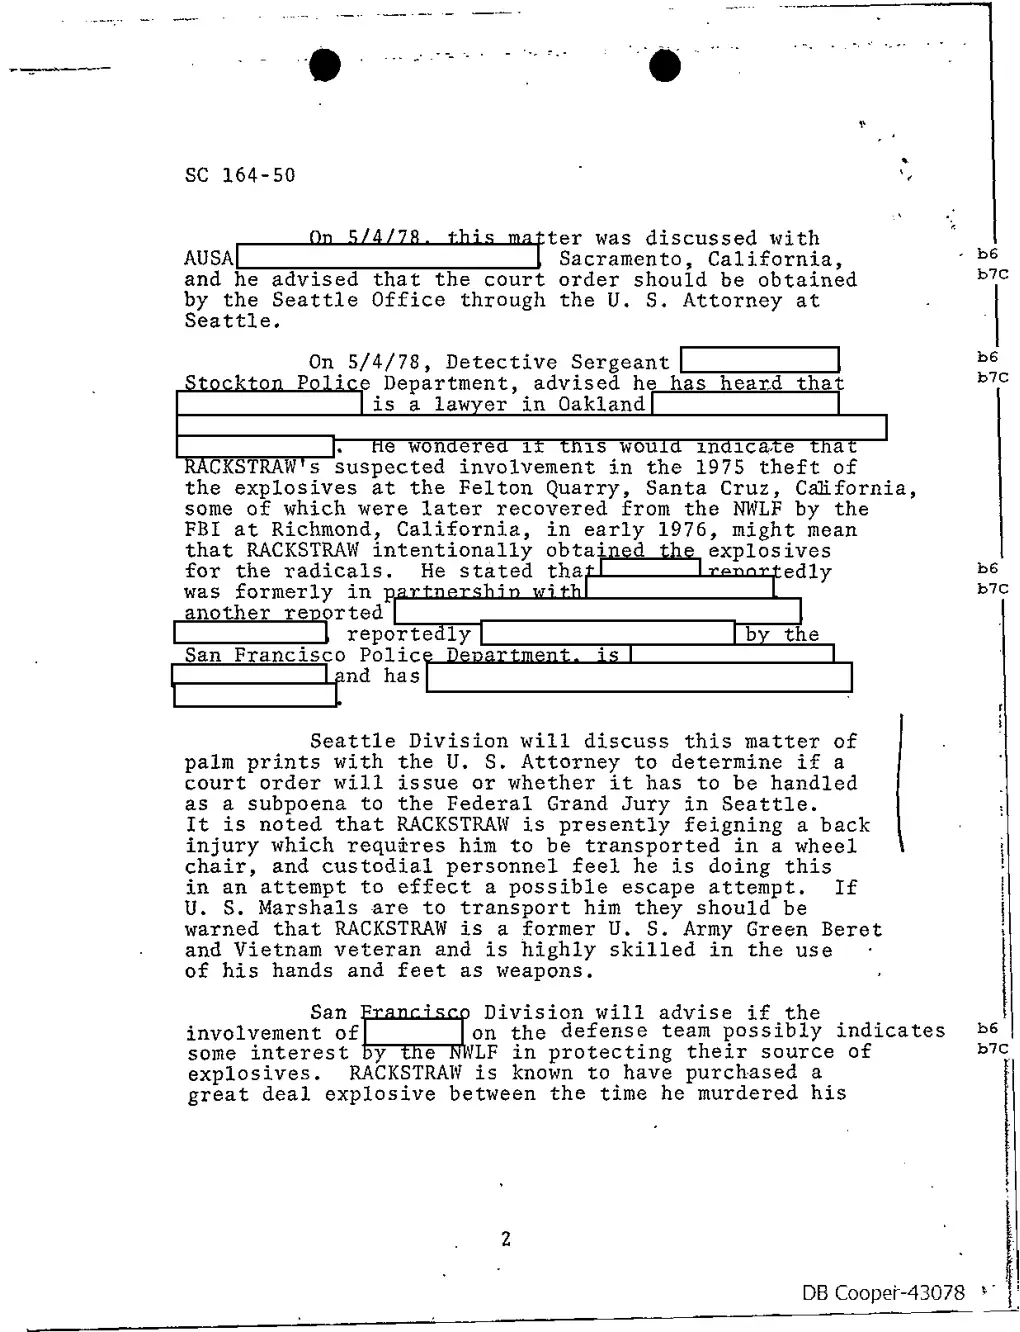 SC 164-50
On 5/4/78, this matter was discussed with
AUSA , Sacramento, California, b6
and he advised that the court order should be obtained b7C
by the Seattle Office through the U. S. Attorney at
Seattle.
On 5/4/78, Detective Sergeant b6
Stockton Police Department, advised he has heard that b7C
is a lawyer in Oakland
. He wondered if this would indicate that
RACKSTRAW's suspected involvement in the 1975 theft of
the explosives at the Felton Quarry, Santa Cruz, California,
some of which were later recovered from the NWLF by the
FBI at Richmond, California, in early 1976, might mean
that RACKSTRAW intentionally obtained the explosives
for the radicals. He stated that reportedly b6
was formerly in partnership with b7C
another reported
, reportedly by the
San Francisco Police Department, is
and has
.
Seattle Division will discuss this matter of
palm prints with the U. S. Attorney to determine if a
court order will issue or whether it has to be handled
as a subpoena to the Federal Grand Jury in Seattle.
It is noted that RACKSTRAW is presently feigning a back
injury which requires him to be transported in a wheel
chair, and custodial personnel feel he is doing this
in an attempt to effect a possible escape attempt. If
U. S. Marshals are to transport him they should be
warned that RACKSTRAW is a former U. S. Army Green Beret
and Vietnam veteran and is highly skilled in the use
of his hands and feet as weapons.
San Francisco Division will advise if the
involvement of on the defense team possibly indicates b6
some interest by the NWLF in protecting their source of b7C
explosives. RACKSTRAW is known to have purchased a
great deal explosive between the time he murdered his
2
DB Cooper-43078